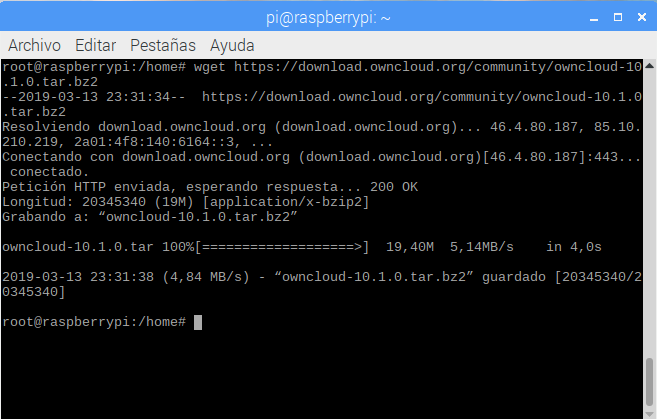 pi@raspberrypi: ~
Archivo Editar Pestañas Ayuda
root@raspberrypi:/home# wget https://download.owncloud.org/community/owncloud-10
.1.0.tar.bz2
--2019-03-13 23:31:34--  https://download.owncloud.org/community/owncloud-10.1.0
.tar.bz2
Resolviendo download.owncloud.org (download.owncloud.org)... 46.4.80.187, 85.10.
210.219, 2a01:4f8:140:6164::3, ...
Conectando con download.owncloud.org (download.owncloud.org)[46.4.80.187]:443...
 conectado.
Petición HTTP enviada, esperando respuesta... 200 OK
Longitud: 20345340 (19M) [application/x-bzip2]
Grabando a: “owncloud-10.1.0.tar.bz2”
owncloud-10.1.0.tar 100%[===================>]  19,40M  5,14MB/s    in 4,0s
2019-03-13 23:31:38 (4,84 MB/s) - “owncloud-10.1.0.tar.bz2” guardado [20345340/2
0345340]
root@raspberrypi:/home#